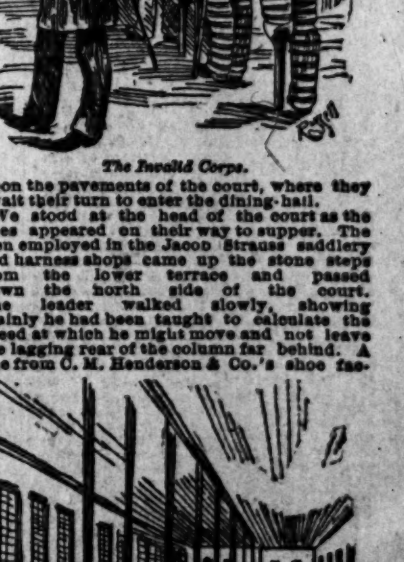 Rogers
The Invalid Corps.
on the pavements of the court, where they
ait their turn to enter the dining-hall.
We stood at the head of the court as the
es appeared on their way to supper. The
en employed in the Jacob Strauss saddlery
d harness shops came up the stone steps
om the lower terrace and passed
wn the north side of the court.
e leader walked slowly, showing
ainly he had been taught to calculate the
eed at which he might move and not leave
e lagging rear of the column far behind. A
e from C. M. Henderson & Co.'s shoe fac-